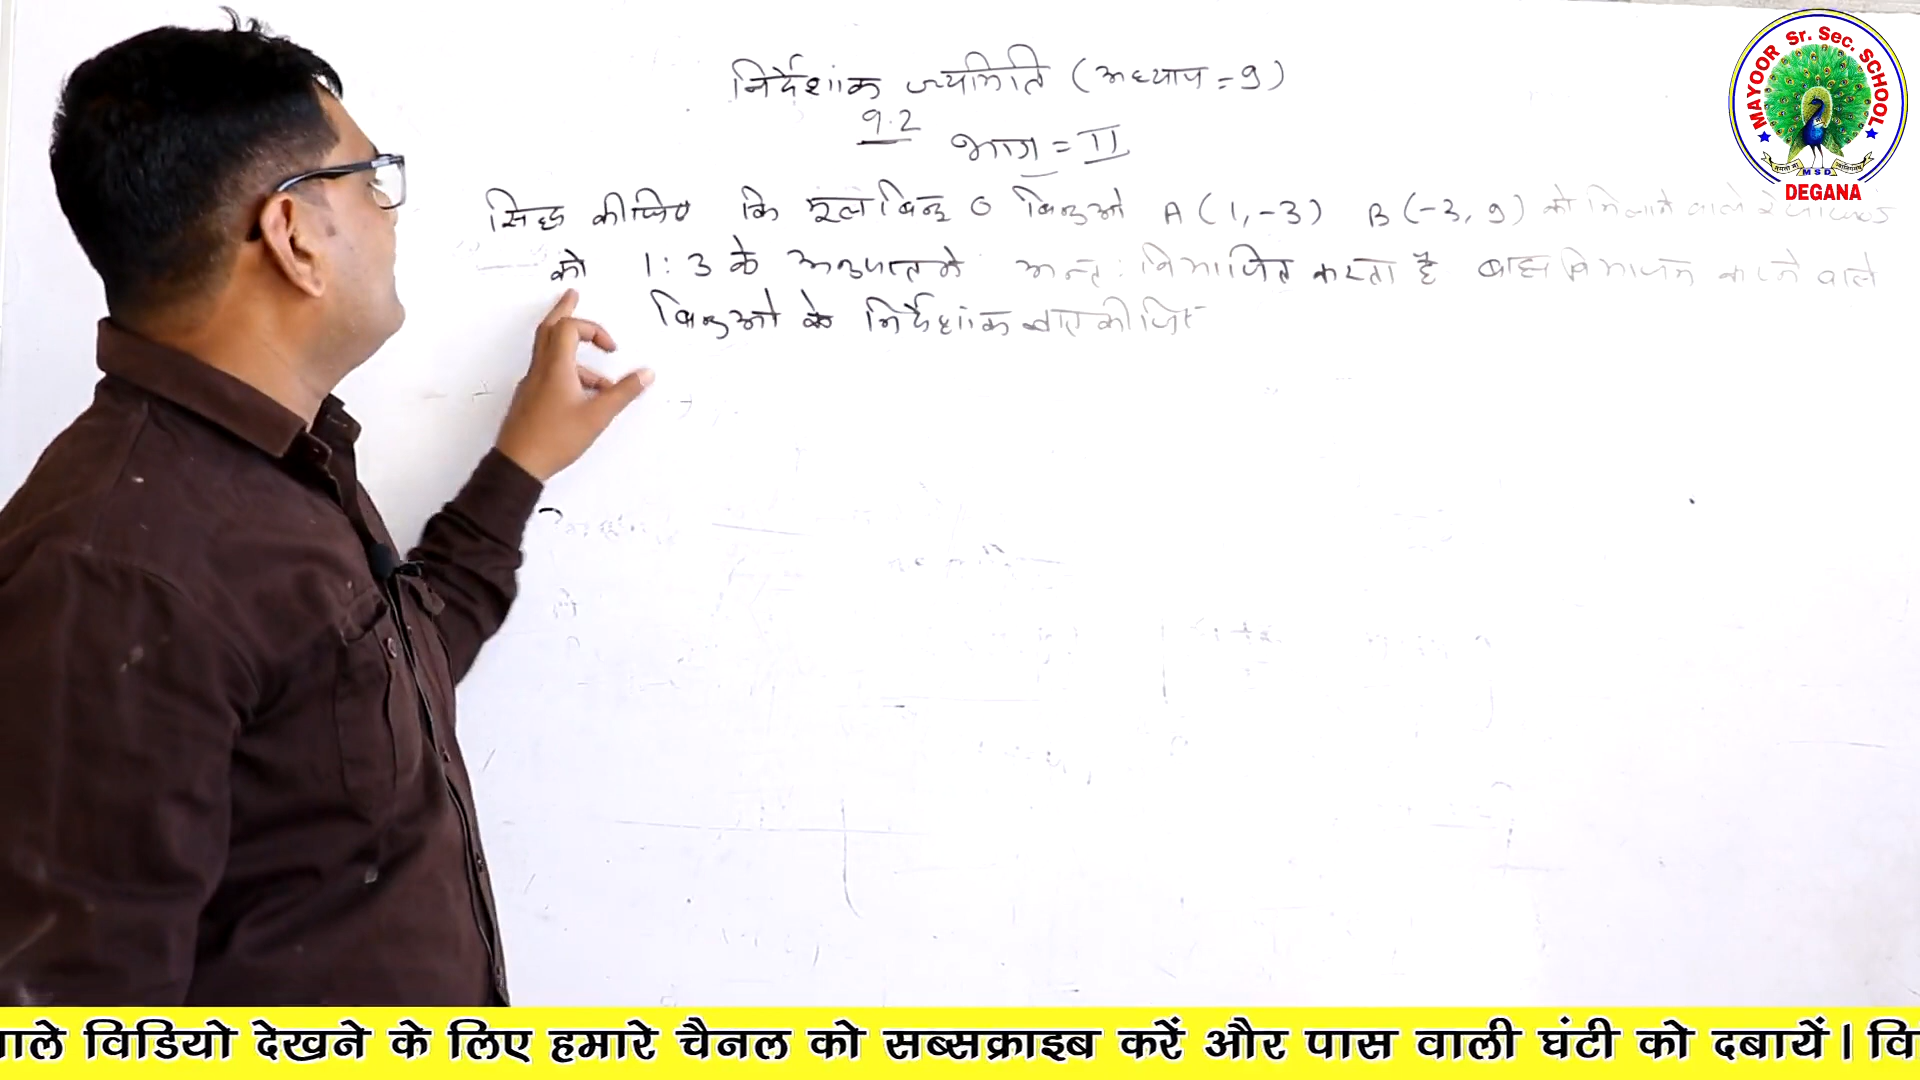 निर्देशांक ज्यामिति (अध्याय = 9)
9.2
भाग = II
सिद्ध कीजिए कि मूल बिन्दु O बिन्दुओ A (1, -3) B (-3, 9) को मिलाने वाले रेखाखण्ड
को 1 : 3 के अनुपात मे अन्त: विभाजित करता है बाह्य विभाजन करने वाले
बिन्दुओ के निर्देशांक ज्ञात कीजिए
MAYOOR Sr. Sec. SCHOOL
MSD
DEGANA
वाले विडियो देखने के लिए हमारे चैनल को सब्सक्राइब करें और पास वाली घंटी को दबायें। वि